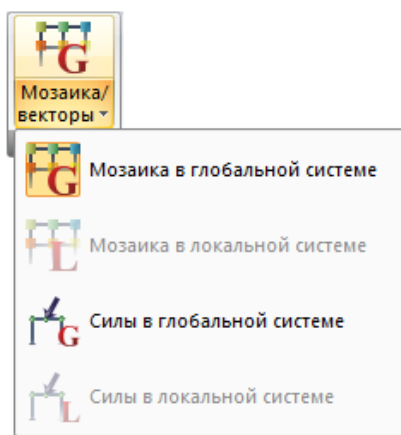 G
Мозаика/
векторы
G
Мозаика в глобальной системе
L
Мозаика в локальной системе
G
Силы в глобальной системе
L
Силы в локальной системе